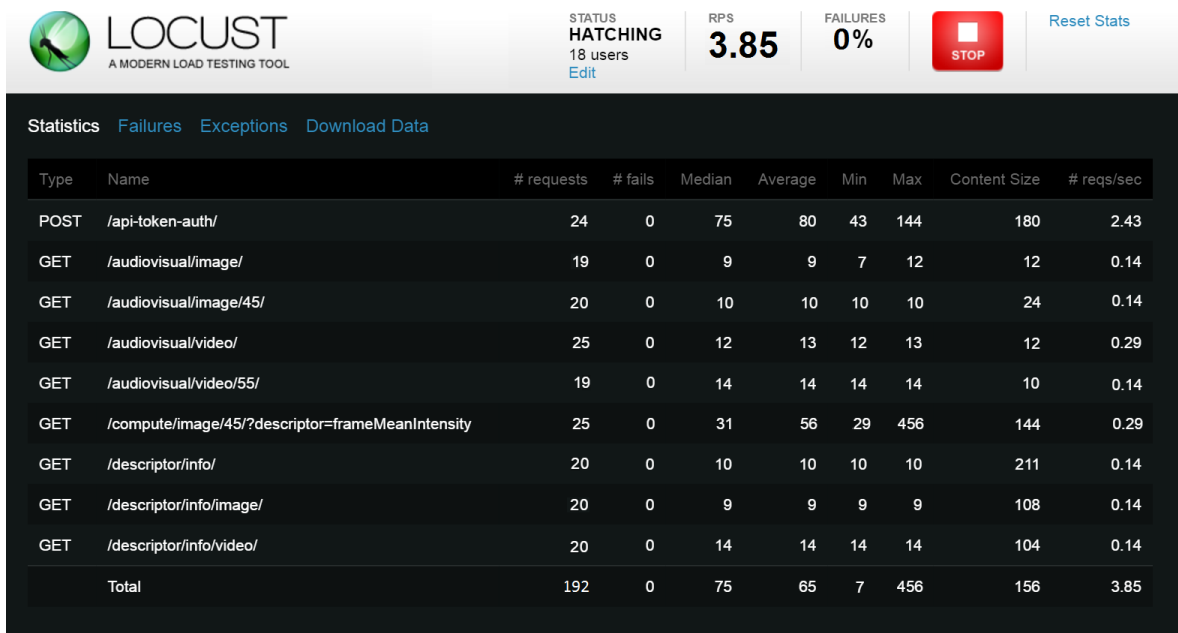 LOCUST
A MODERN LOAD TESTING TOOL
STATUS
HATCHING
18 users
Edit
RPS
3.85
FAILURES
0%
STOP
Reset Stats
Statistics Failures Exceptions Download Data
Type Name # requests # fails Median Average Min Max Content Size # reqs/sec
POST /api-token-auth/ 24 0 75 80 43 144 180 2.43
GET /audiovisual/image/ 19 0 9 9 7 12 12 0.14
GET /audiovisual/image/45/ 20 0 10 10 10 10 24 0.14
GET /audiovisual/video/ 25 0 12 13 12 13 12 0.29
GET /audiovisual/video/55/ 19 0 14 14 14 14 10 0.14
GET /compute/image/45/?descriptor=frameMeanIntensity 25 0 31 56 29 456 144 0.29
GET /descriptor/info/ 20 0 10 10 10 10 211 0.14
GET /descriptor/info/image/ 20 0 9 9 9 9 108 0.14
GET /descriptor/info/video/ 20 0 14 14 14 14 104 0.14
Total 192 0 75 65 7 456 156 3.85